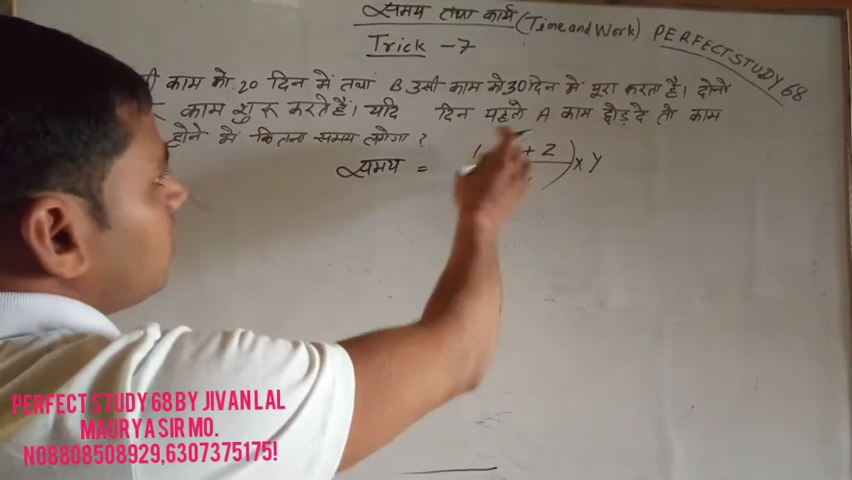 समय तथा कार्य (Time and Work) PERFECT STUDY 68
Trick - 7
काम को 20 दिन में तथा B उसी काम को 30 दिन में पूरा करता है। दोनो
काम शुरू करते हैं। यदि दिन पहले A काम छोड़ दे तो काम
होने में कितना समय लगेगा?
समय = + Z ) x Y
PERFECT STUDY 68 BY JIVAN LAL
MAURYA SIR MO.
NO8808508929,6307375175!